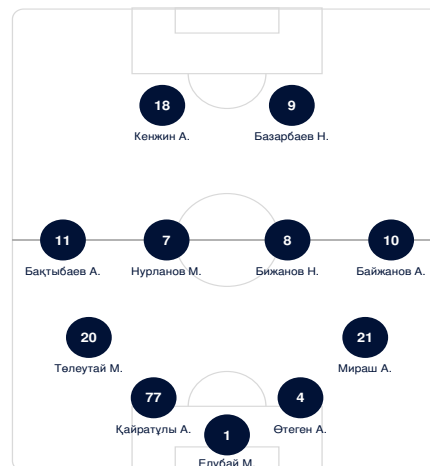 18 9
Кенжин А. Базарбаев Н.
11 7 8 10
Бақтыбаев А. Нурланов М. Бижанов Н. Байжанов А.
20 21
Төлеутай М. Мираш А.
77 4
Қайратұлы А. Өтеген А.
1
Елубай М.